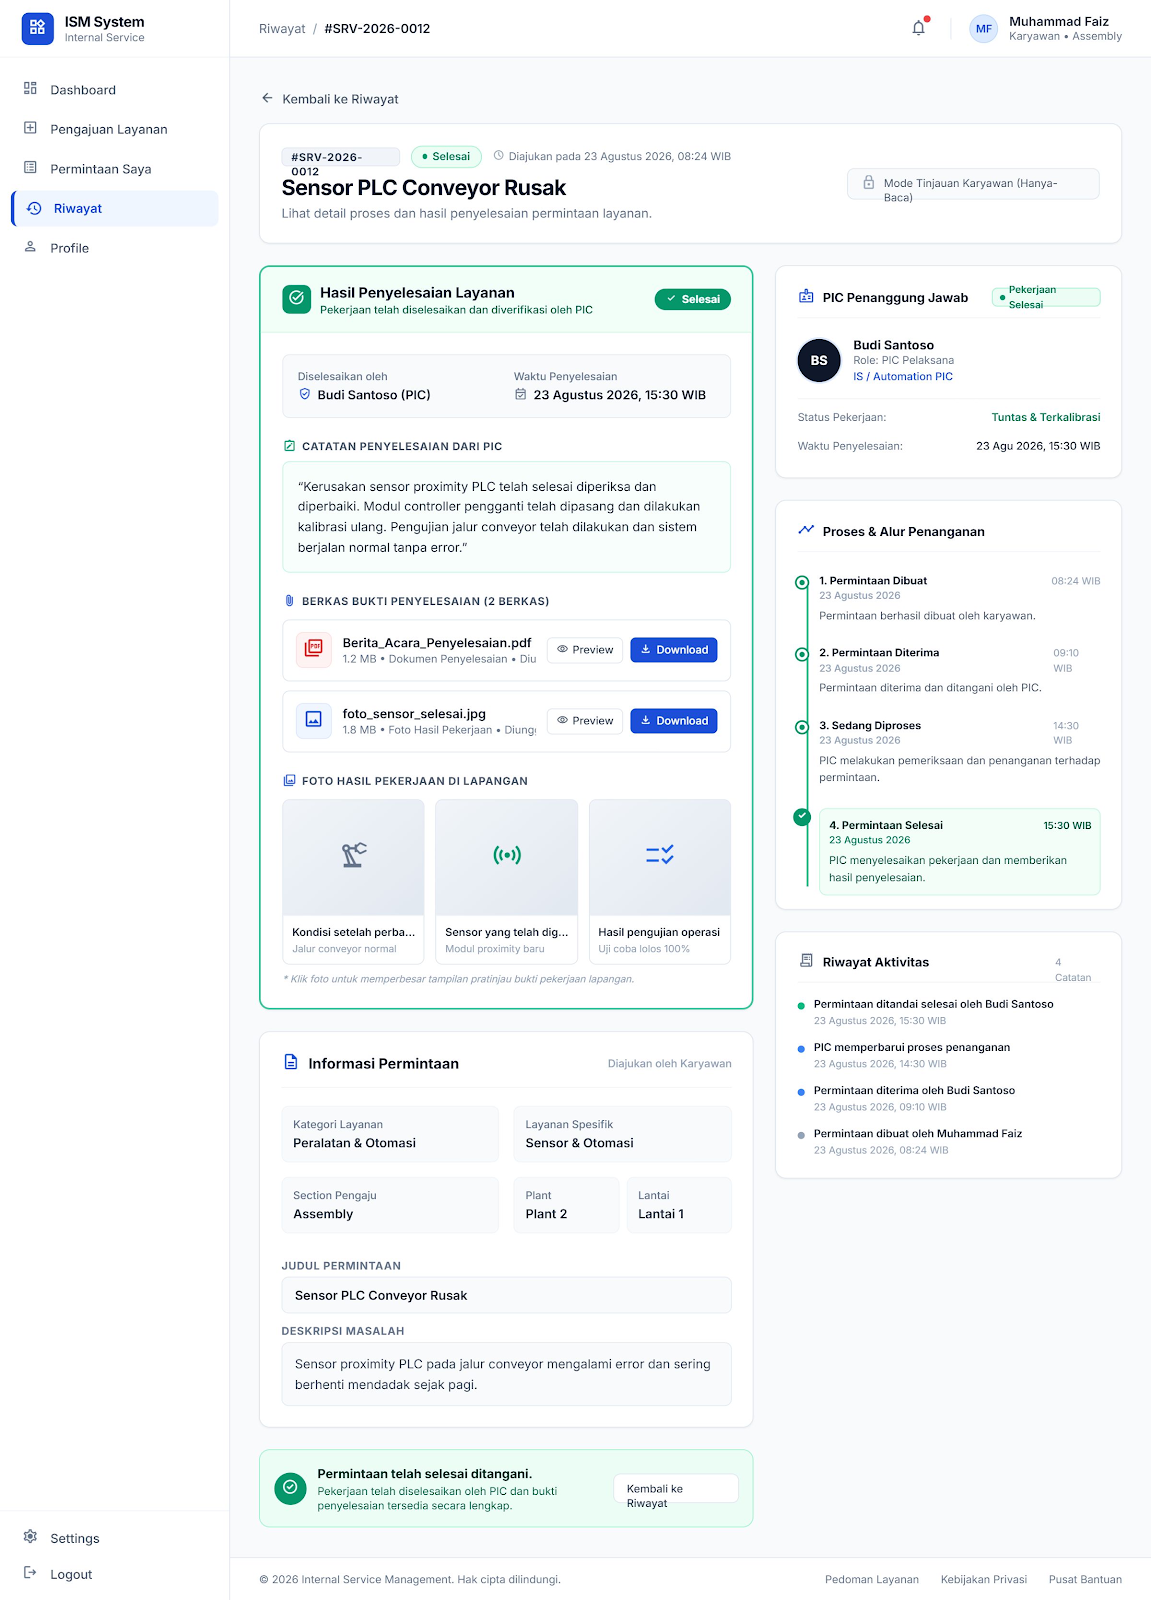 ISM System
Internal Service
Dashboard
Pengajuan Layanan
Permintaan Saya
Riwayat
Profile
Settings
Logout
Riwayat / #SRV-2026-0012
MF
Muhammad Faiz
Karyawan • Assembly
Kembali ke Riwayat
#SRV-2026-
0012
Selesai
Diajukan pada 23 Agustus 2026, 08:24 WIB
Sensor PLC Conveyor Rusak
Lihat detail proses dan hasil penyelesaian permintaan layanan.
Mode Tinjauan Karyawan (Hanya-
Baca)
Hasil Penyelesaian Layanan
Pekerjaan telah diselesaikan dan diverifikasi oleh PIC
Selesai
Diselesaikan oleh
Budi Santoso (PIC)
Waktu Penyelesaian
23 Agustus 2026, 15:30 WIB
CATATAN PENYELESAIAN DARI PIC
“Kerusakan sensor proximity PLC telah selesai diperiksa dan
diperbaiki. Modul controller pengganti telah dipasang dan dilakukan
kalibrasi ulang. Pengujian jalur conveyor telah dilakukan dan sistem
berjalan normal tanpa error.”
BERKAS BUKTI PENYELESAIAN (2 BERKAS)
PDF
Berita_Acara_Penyelesaian.pdf
1.2 MB • Dokumen Penyelesaian • Diu
Preview
Download
foto_sensor_selesai.jpg
1.8 MB • Foto Hasil Pekerjaan • Diung
Preview
Download
FOTO HASIL PEKERJAAN DI LAPANGAN
Kondisi setelah perba...
Jalur conveyor normal
Sensor yang telah dig...
Modul proximity baru
Hasil pengujian operasi
Uji coba lolos 100%
* Klik foto untuk memperbesar tampilan pratinjau bukti pekerjaan lapangan.
Informasi Permintaan
Diajukan oleh Karyawan
Kategori Layanan
Peralatan & Otomasi
Layanan Spesifik
Sensor & Otomasi
Section Pengaju
Assembly
Plant
Plant 2
Lantai
Lantai 1
JUDUL PERMINTAAN
Sensor PLC Conveyor Rusak
DESKRIPSI MASALAH
Sensor proximity PLC pada jalur conveyor mengalami error dan sering
berhenti mendadak sejak pagi.
Permintaan telah selesai ditangani.
Pekerjaan telah diselesaikan oleh PIC dan bukti
penyelesaian tersedia secara lengkap.
Kembali ke
Riwayat
PIC Penanggung Jawab
Pekerjaan
Selesai
BS
Budi Santoso
Role: PIC Pelaksana
IS / Automation PIC
Status Pekerjaan:
Tuntas & Terkalibrasi
Waktu Penyelesaian:
23 Agu 2026, 15:30 WIB
Proses & Alur Penanganan
1. Permintaan Dibuat
08:24 WIB
23 Agustus 2026
Permintaan berhasil dibuat oleh karyawan.
2. Permintaan Diterima
09:10
WIB
23 Agustus 2026
Permintaan diterima dan ditangani oleh PIC.
3. Sedang Diproses
14:30
WIB
23 Agustus 2026
PIC melakukan pemeriksaan dan penanganan terhadap
permintaan.
4. Permintaan Selesai
15:30 WIB
23 Agustus 2026
PIC menyelesaikan pekerjaan dan memberikan
hasil penyelesaian.
Riwayat Aktivitas
4
Catatan
Permintaan ditandai selesai oleh Budi Santoso
23 Agustus 2026, 15:30 WIB
PIC memperbarui proses penanganan
23 Agustus 2026, 14:30 WIB
Permintaan diterima oleh Budi Santoso
23 Agustus 2026, 09:10 WIB
Permintaan dibuat oleh Muhammad Faiz
23 Agustus 2026, 08:24 WIB
© 2026 Internal Service Management. Hak cipta dilindungi.
Pedoman Layanan
Kebijakan Privasi
Pusat Bantuan